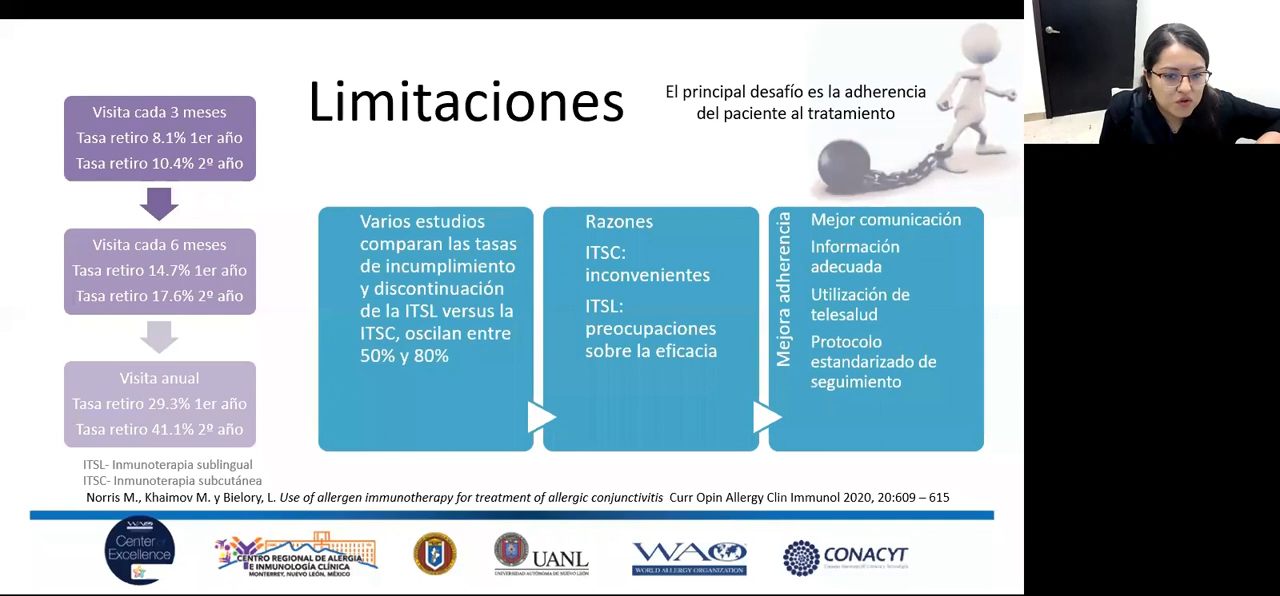 Limitaciones
El principal desafío es la adherencia
del paciente al tratamiento
Visita cada 3 meses
Tasa retiro 8.1% 1er año
Tasa retiro 10.4% 2º año
Visita cada 6 meses
Tasa retiro 14.7% 1er año
Tasa retiro 17.6% 2º año
Visita anual
Tasa retiro 29.3% 1er año
Tasa retiro 41.1% 2º año
Varios estudios
comparan las tasas
de incumplimiento
y discontinuación
de la ITSL versus la
ITSC, oscilan entre
50% y 80%
Razones
ITSC:
inconvenientes
ITSL:
preocupaciones
sobre la eficacia
Mejora adherencia
Mejor comunicación
Información
adecuada
Utilización de
telesalud
Protocolo
estandarizado de
seguimiento
ITSL- Inmunoterapia sublingual
ITSC- Inmunoterapia subcutánea
Norris M., Khaimov M. y Bielory, L. Use of allergen immunotherapy for treatment of allergic conjunctivitis Curr Opin Allergy Clin Immunol 2020, 20:609 – 615
Center
Excellence
CENTRO REGIONAL DE ALERGIA
E INMUNOLOGÍA CLÍNICA
MONTERREY, NUEVO LEÓN, MÉXICO
UANL
UNIVERSIDAD AUTÓNOMA DE NUEVO LEÓN
WAO
WORLD ALLERGY ORGANIZATION
CONACYT
Consejo Nacional de Ciencia y Tecnología